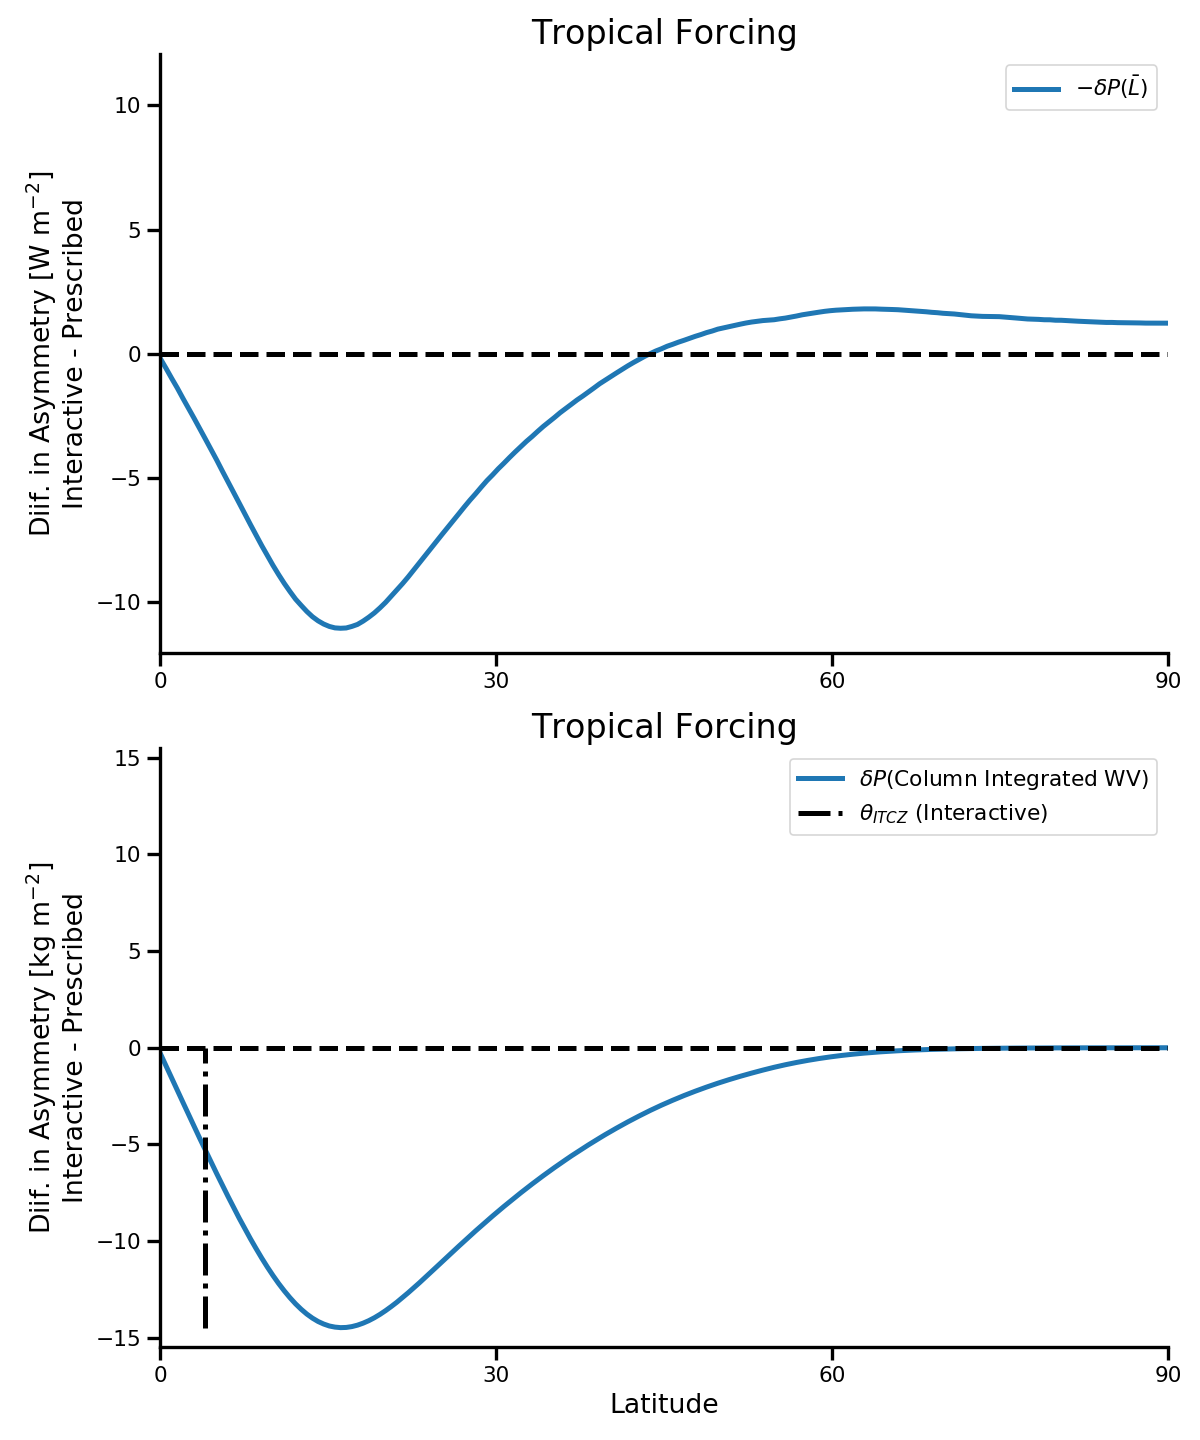 Tropical Forcing
−δP(L̄)
Diif. in Asymmetry [W m⁻²]
Interactive - Prescribed
10
5
0
−5
−10
0 30 60 90
Tropical Forcing
δP(Column Integrated WV)
θ_ITCZ (Interactive)
Diif. in Asymmetry [kg m⁻²]
Interactive - Prescribed
15
10
5
0
−5
−10
−15
0 30 60 90
Latitude